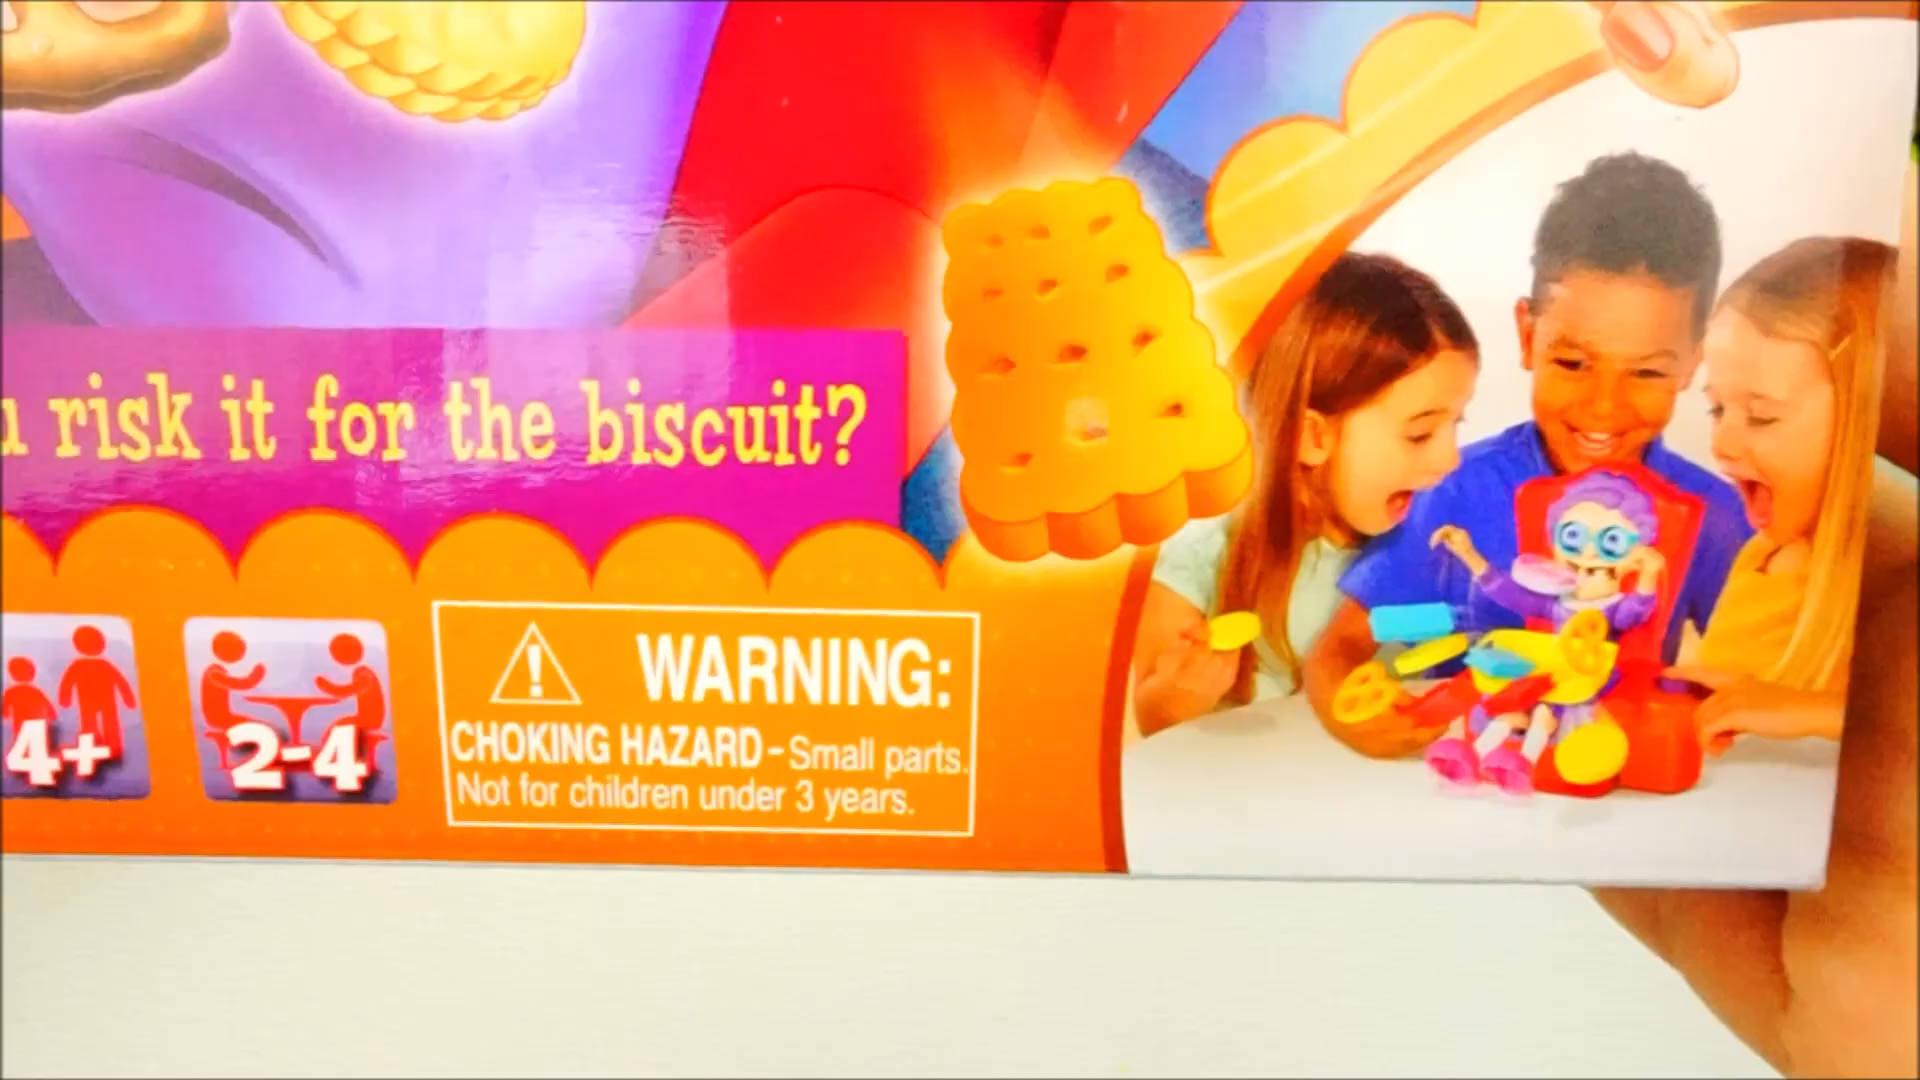 risk it for the biscuit?
4+
2-4
WARNING:
CHOKING HAZARD - Small parts.
Not for children under 3 years.